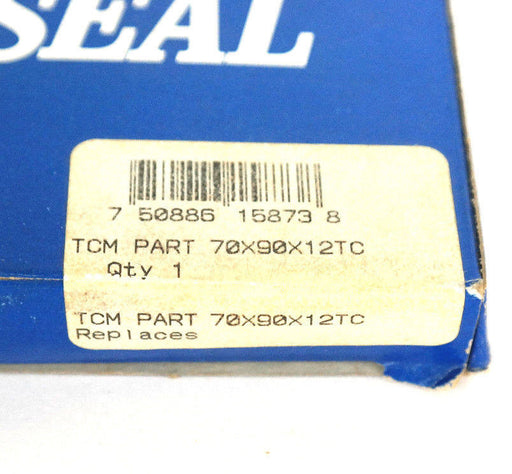 SEAL
7 50886 15873 8
TCM PART 70X90X12TC
Qty 1
TCM PART 70X90X12TC
Replaces